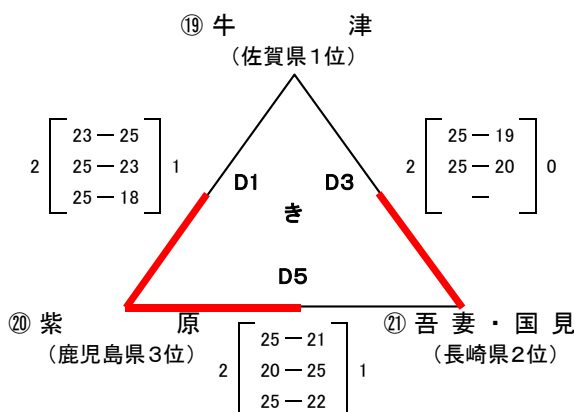 ⑲ 牛 津
（佐賀県1位）
2 23－25 1
25－23
25－18
2 25－19 0
25－20
－
D1 D3
き
D5
⑳ 紫 原
（鹿児島県3位）
㉑ 吾 妻 ・ 国 見
（長崎県2位）
2 25－21 1
20－25
25－22